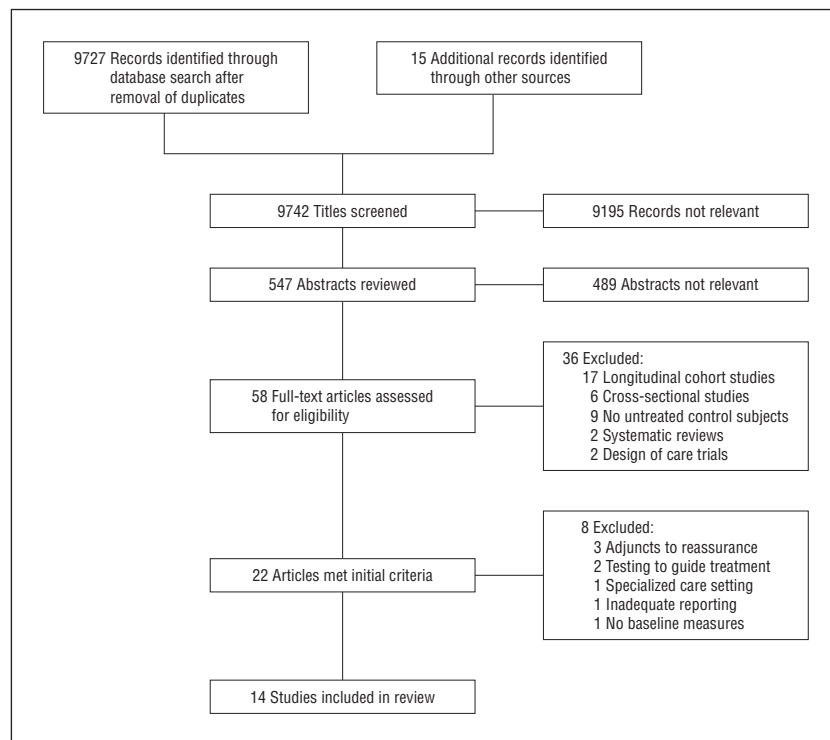 9727 Records identified through
database search after
removal of duplicates
15 Additional records identified
through other sources
9742 Titles screened
9195 Records not relevant
547 Abstracts reviewed
489 Abstracts not relevant
58 Full-text articles assessed
for eligibility
36 Excluded:
17 Longitudinal cohort studies
6 Cross-sectional studies
9 No untreated control subjects
2 Systematic reviews
2 Design of care trials
22 Articles met initial criteria
8 Excluded:
3 Adjuncts to reassurance
2 Testing to guide treatment
1 Specialized care setting
1 Inadequate reporting
1 No baseline measures
14 Studies included in review